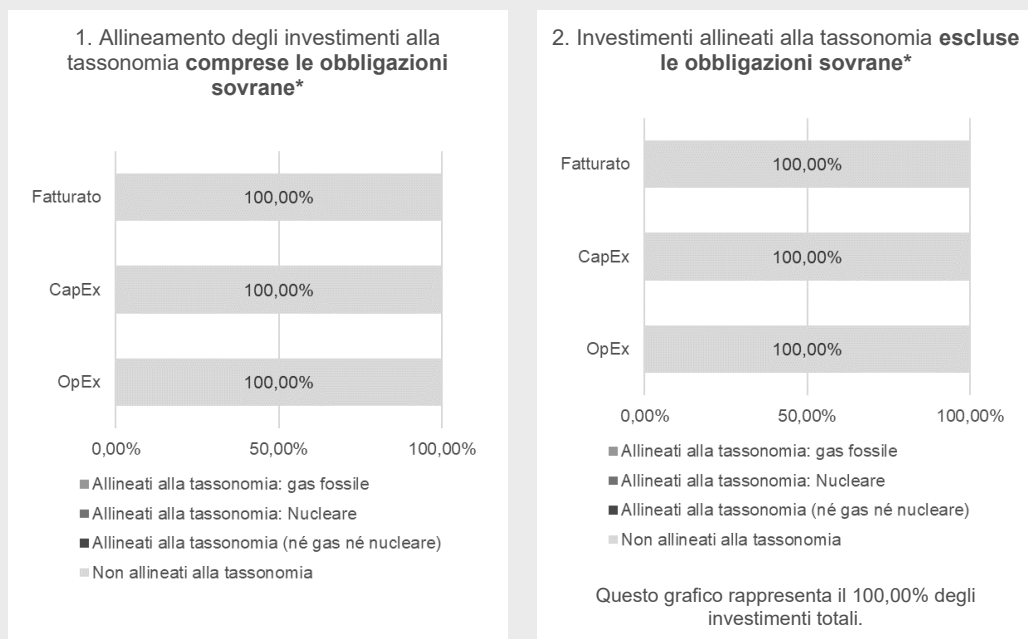 1. Allineamento degli investimenti alla
tassonomia comprese le obbligazioni
sovrane*
Fatturato
100,00%
CapEx
100,00%
OpEx
100,00%
0,00%
50,00%
100,00%
Allineati alla tassonomia: gas fossile
Allineati alla tassonomia: Nucleare
Allineati alla tassonomia (né gas né nucleare)
Non allineati alla tassonomia
2. Investimenti allineati alla tassonomia escluse
le obbligazioni sovrane*
Fatturato
100,00%
CapEx
100,00%
OpEx
100,00%
0,00%
50,00%
100,00%
Allineati alla tassonomia: gas fossile
Allineati alla tassonomia: Nucleare
Allineati alla tassonomia (né gas né nucleare)
Non allineati alla tassonomia
Questo grafico rappresenta il 100,00% degli
investimenti totali.